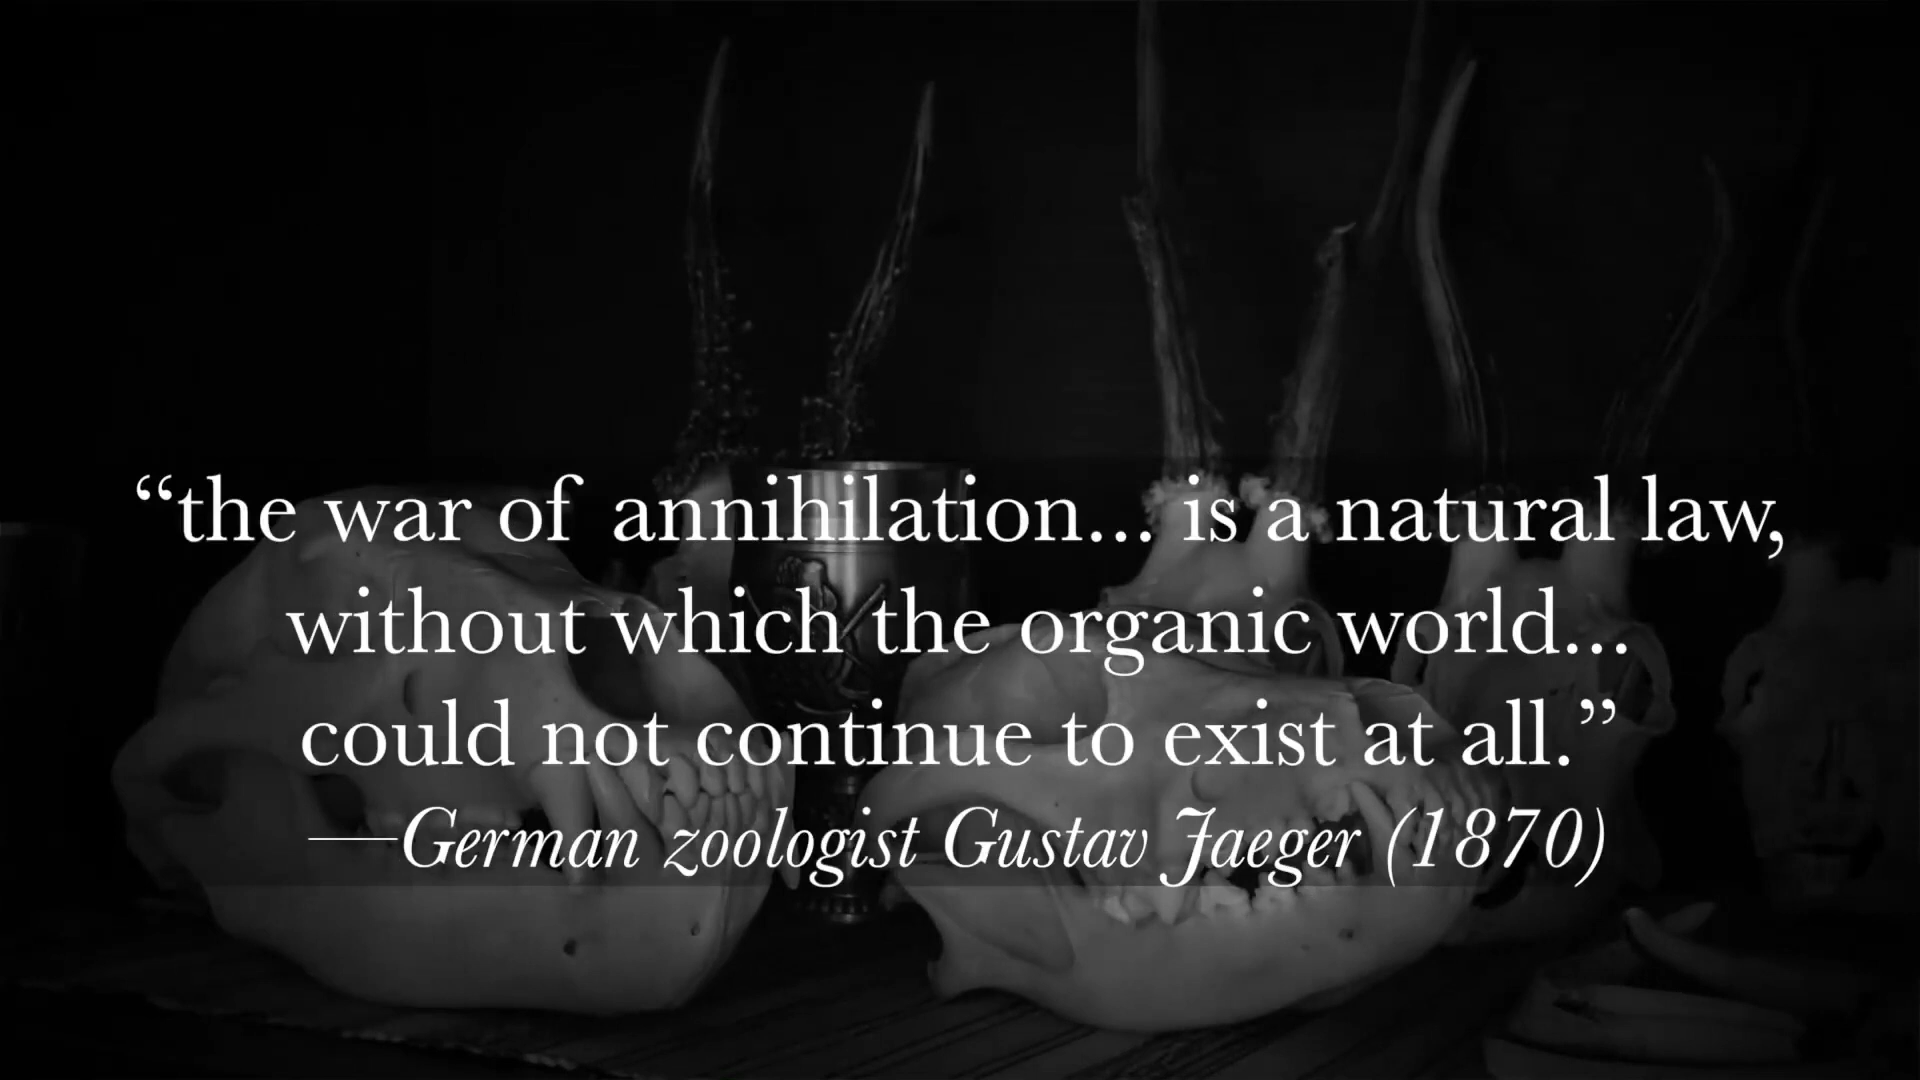 “the war of annihilation... is a natural law,
without which the organic world...
could not continue to exist at all.”
—German zoologist Gustav Jaeger (1870)